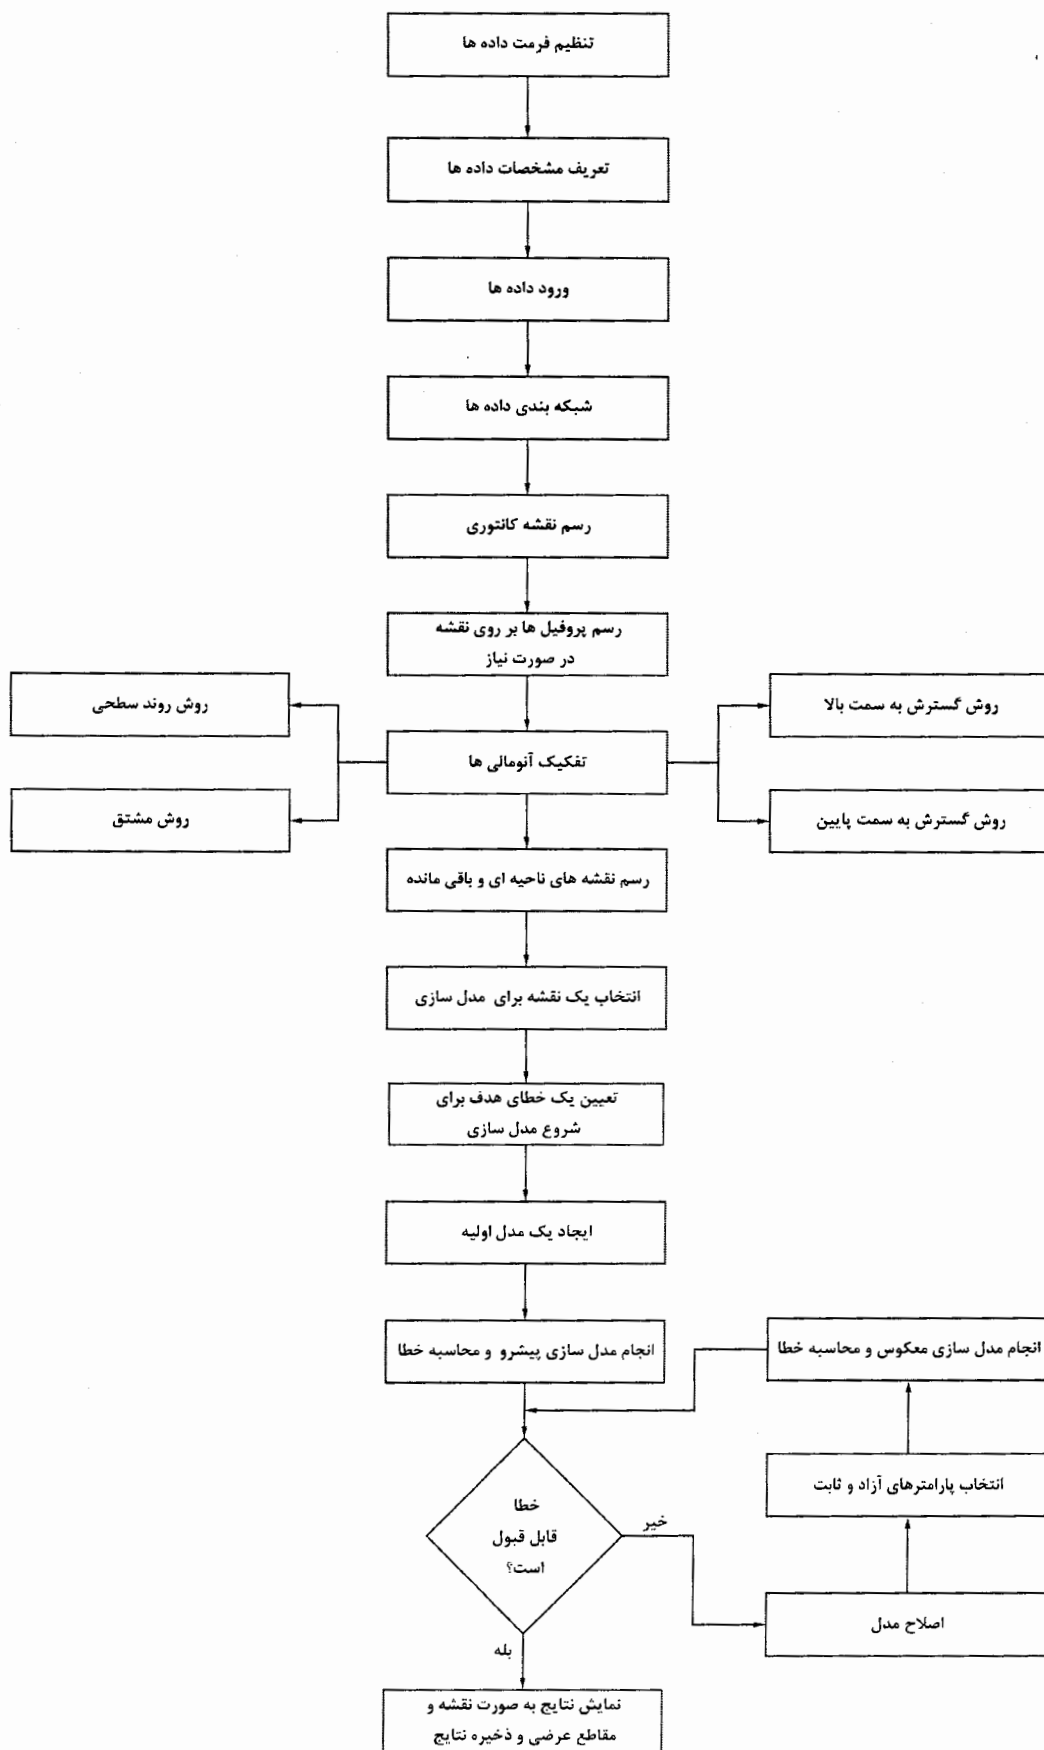 تنظیم فرمت داده ها
تعریف مشخصات داده ها
ورود داده ها
شبکه بندی داده ها
رسم نقشه کانتوری
رسم پروفیل ها بر روی نقشه
در صورت نیاز
روش گسترش به سمت بالا
روش روند سطحی
تفکیک آنومالی ها
روش گسترش به سمت پایین
روش مشتق
رسم نقشه های ناحیه ای و باقی مانده
انتخاب یک نقشه برای مدل سازی
تعیین یک خطای هدف برای
شروع مدل سازی
ایجاد یک مدل اولیه
انجام مدل سازی پیشرو و محاسبه خطا
انجام مدل سازی معکوس و محاسبه خطا
انتخاب پارامترهای آزاد و ثابت
خطا
قابل قبول
است؟
خیر
اصلاح مدل
بله
نمایش نتایج به صورت نقشه و
مقاطع عرضی و ذخیره نتایج